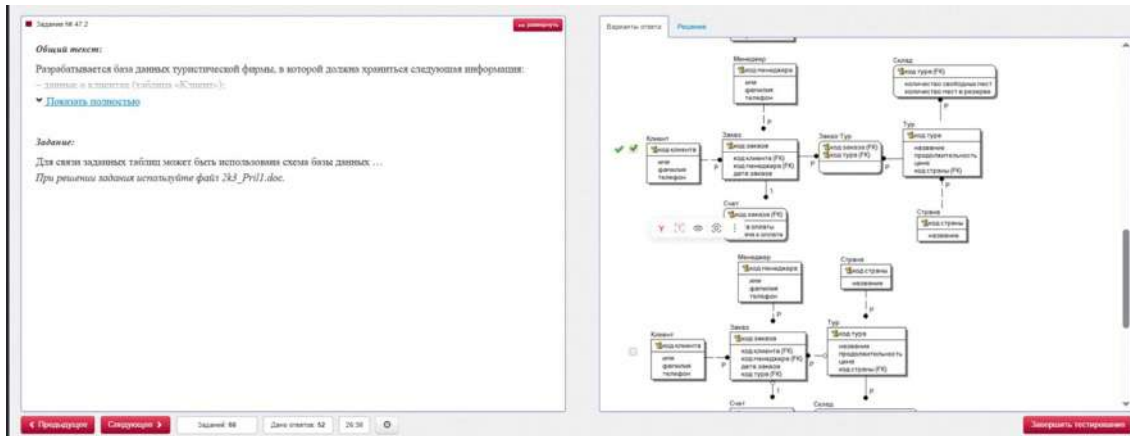 Задание № 47.2
развернуть
Общий текст:
Разрабатывается база данных туристической фирмы, в которой должна храниться следующая информация:
– данные о клиентах (таблица «Клиент»);
Показать полностью
Задание:
Для связи заданных таблиц может быть использована схема базы данных …
При решении задания используйте файл 2k3_Pril1.doc.
Предыдущее
Следующее
Заданий: 66
Дано ответов: 52
Варианты ответа
Решение
Менеджер
код менеджера
имя
фамилия
телефон
Склад
код тура (FK)
количество свободных мест
количество мест в резерве
P
P
Клиент
код клиента
имя
фамилия
телефон
P
Заказ
код заказа
код клиента (FK)
код менеджера (FK)
дата заказа
P
Заказ Тур
код заказа (FK)
код тура (FK)
P
Тур
код тура
название
продолжительность
цена
код страны (FK)
1
P
Счет
код заказа (FK)
Страна
код страны
название
Менеджер
код менеджера
имя
фамилия
телефон
Страна
код страны
название
P
P
Клиент
код клиента
имя
фамилия
телефон
P
Заказ
код заказа
код клиента (FK)
код менеджера (FK)
дата заказа
код тура (FK)
P
Тур
код тура
название
продолжительность
цена
код страны (FK)
1
P
Счет
Склад
Завершить тестирование